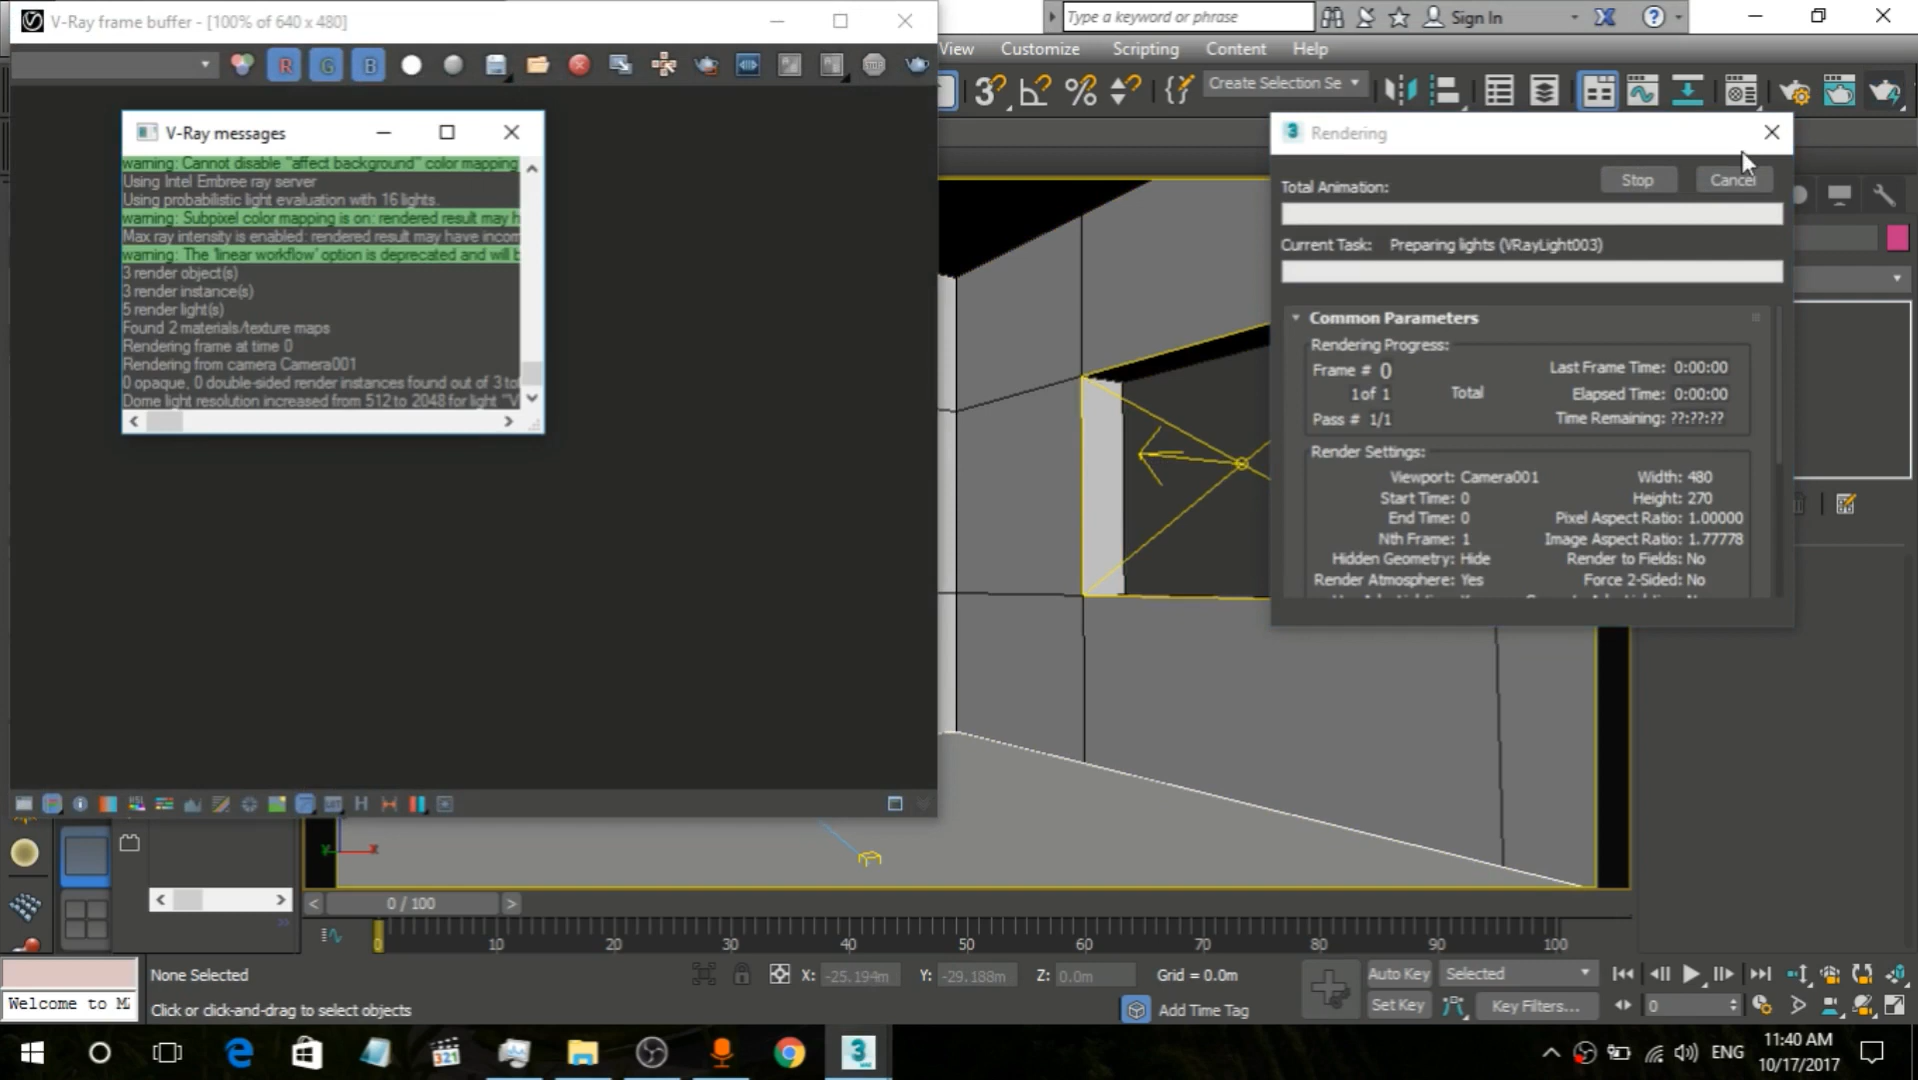 V-Ray frame buffer - [100% of 640 x 480]
Type a keyword or phrase
Sign In
View
Customize
Scripting
Content
Help
Create Selection Se
V-Ray messages
warning: Cannot disable "affect background" color mapping
Using Intel Embree ray server
Using probabilistic light evaluation with 16 lights.
warning: Subpixel color mapping is on: rendered result may h
Max ray intensity is enabled: rendered result may have incorr
warning: The 'linear workflow' option is deprecated and will b
3 render object(s)
3 render instance(s)
5 render light(s)
Found 2 materials/texture maps
Rendering frame at time 0
Rendering from camera Camera001
0 opaque, 0 double-sided render instances found out of 3 tot
Dome light resolution increased from 512 to 2048 for light "V
Rendering
Total Animation:
Stop
Cancel
Current Task: Preparing lights (VRayLight003)
Common Parameters
Rendering Progress:
Frame # 0
Last Frame Time: 0:00:00
1 of 1 Total
Elapsed Time: 0:00:00
Pass # 1/1
Time Remaining: ??:??:??
Render Settings:
Viewport: Camera001
Width: 480
Start Time: 0
Height: 270
End Time: 0
Pixel Aspect Ratio: 1.00000
Nth Frame: 1
Image Aspect Ratio: 1.77778
Hidden Geometry: Hide
Render to Fields: No
Render Atmosphere: Yes
Force 2-Sided: No
0 / 100
0 10 20 30 40 50 60 70 80 90 100
None Selected
X: -25.194m
Y: -29.188m
Z: 0.0m
Grid = 0.0m
Auto Key
Selected
Welcome to M
Click or click-and-drag to select objects
Add Time Tag
Set Key
Key Filters...
0
ENG
11:40 AM
10/17/2017